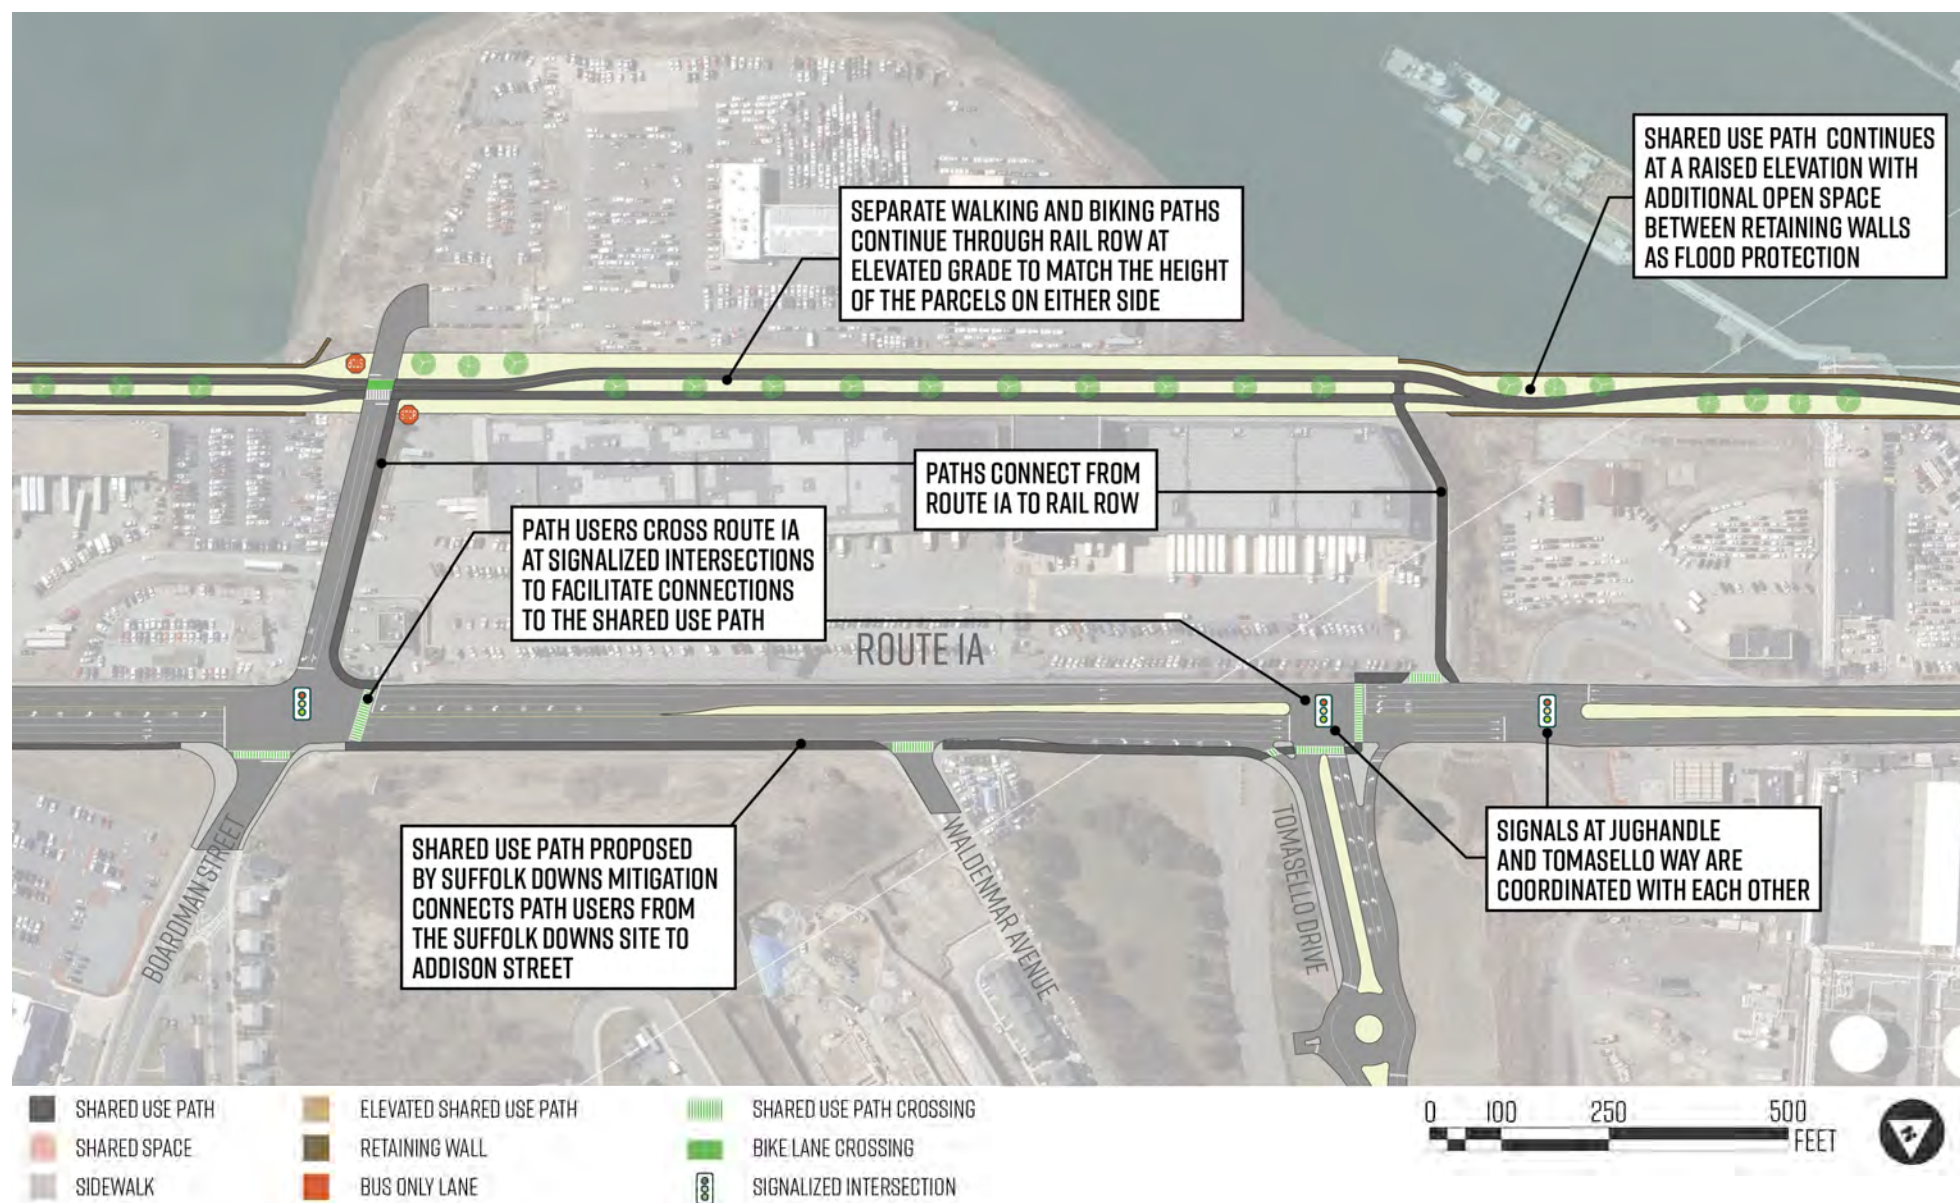 SHARED USE PATH CONTINUES
AT A RAISED ELEVATION WITH
ADDITIONAL OPEN SPACE
BETWEEN RETAINING WALLS
AS FLOOD PROTECTION
SEPARATE WALKING AND BIKING PATHS
CONTINUE THROUGH RAIL ROW AT
ELEVATED GRADE TO MATCH THE HEIGHT
OF THE PARCELS ON EITHER SIDE
STOP
STOP
PATHS CONNECT FROM
ROUTE 1A TO RAIL ROW
PATH USERS CROSS ROUTE 1A
AT SIGNALIZED INTERSECTIONS
TO FACILITATE CONNECTIONS
TO THE SHARED USE PATH
ROUTE 1A
SHARED USE PATH PROPOSED
BY SUFFOLK DOWNS MITIGATION
CONNECTS PATH USERS FROM
THE SUFFOLK DOWNS SITE TO
ADDISON STREET
SIGNALS AT JUGHANDLE
AND TOMASELLO WAY ARE
COORDINATED WITH EACH OTHER
BOARDMAN STREET
WALDENMAR AVENUE
TOMASELLO DRIVE
SHARED USE PATH
SHARED SPACE
SIDEWALK
ELEVATED SHARED USE PATH
RETAINING WALL
BUS ONLY LANE
SHARED USE PATH CROSSING
BIKE LANE CROSSING
SIGNALIZED INTERSECTION
0 100 250 500
FEET
N